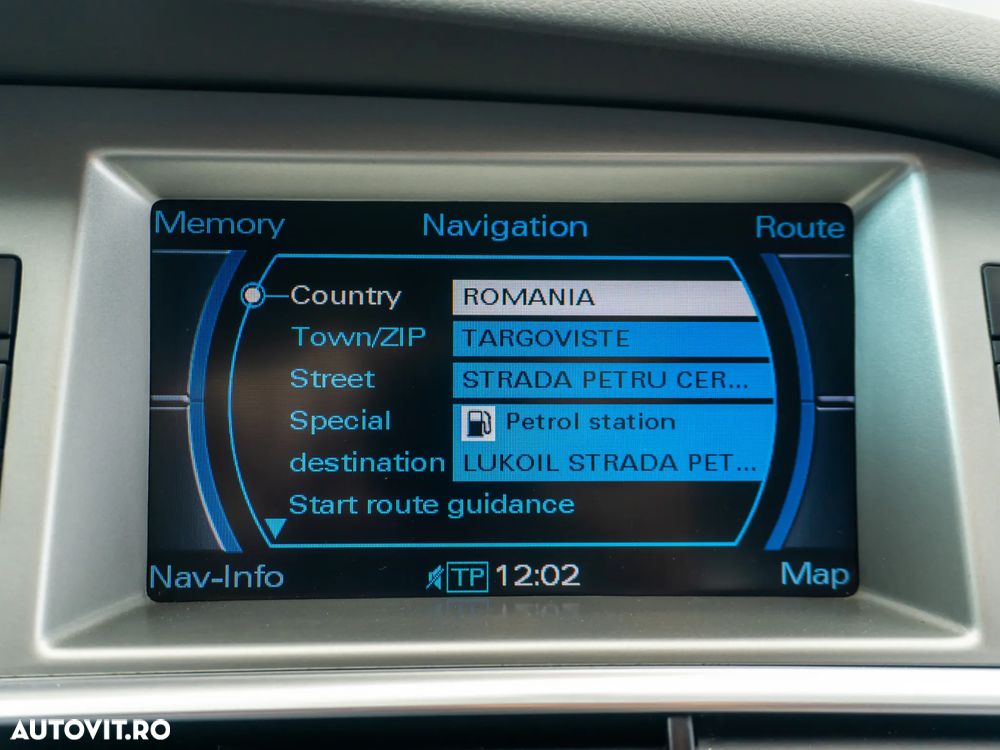 Memory Navigation Route
Country ROMANIA
Town/ZIP TARGOVISTE
Street STRADA PETRU CER...
Special Petrol station
destination LUKOIL STRADA PET...
Start route guidance
Nav-Info TP 12:02 Map
AUTOVIT.RO